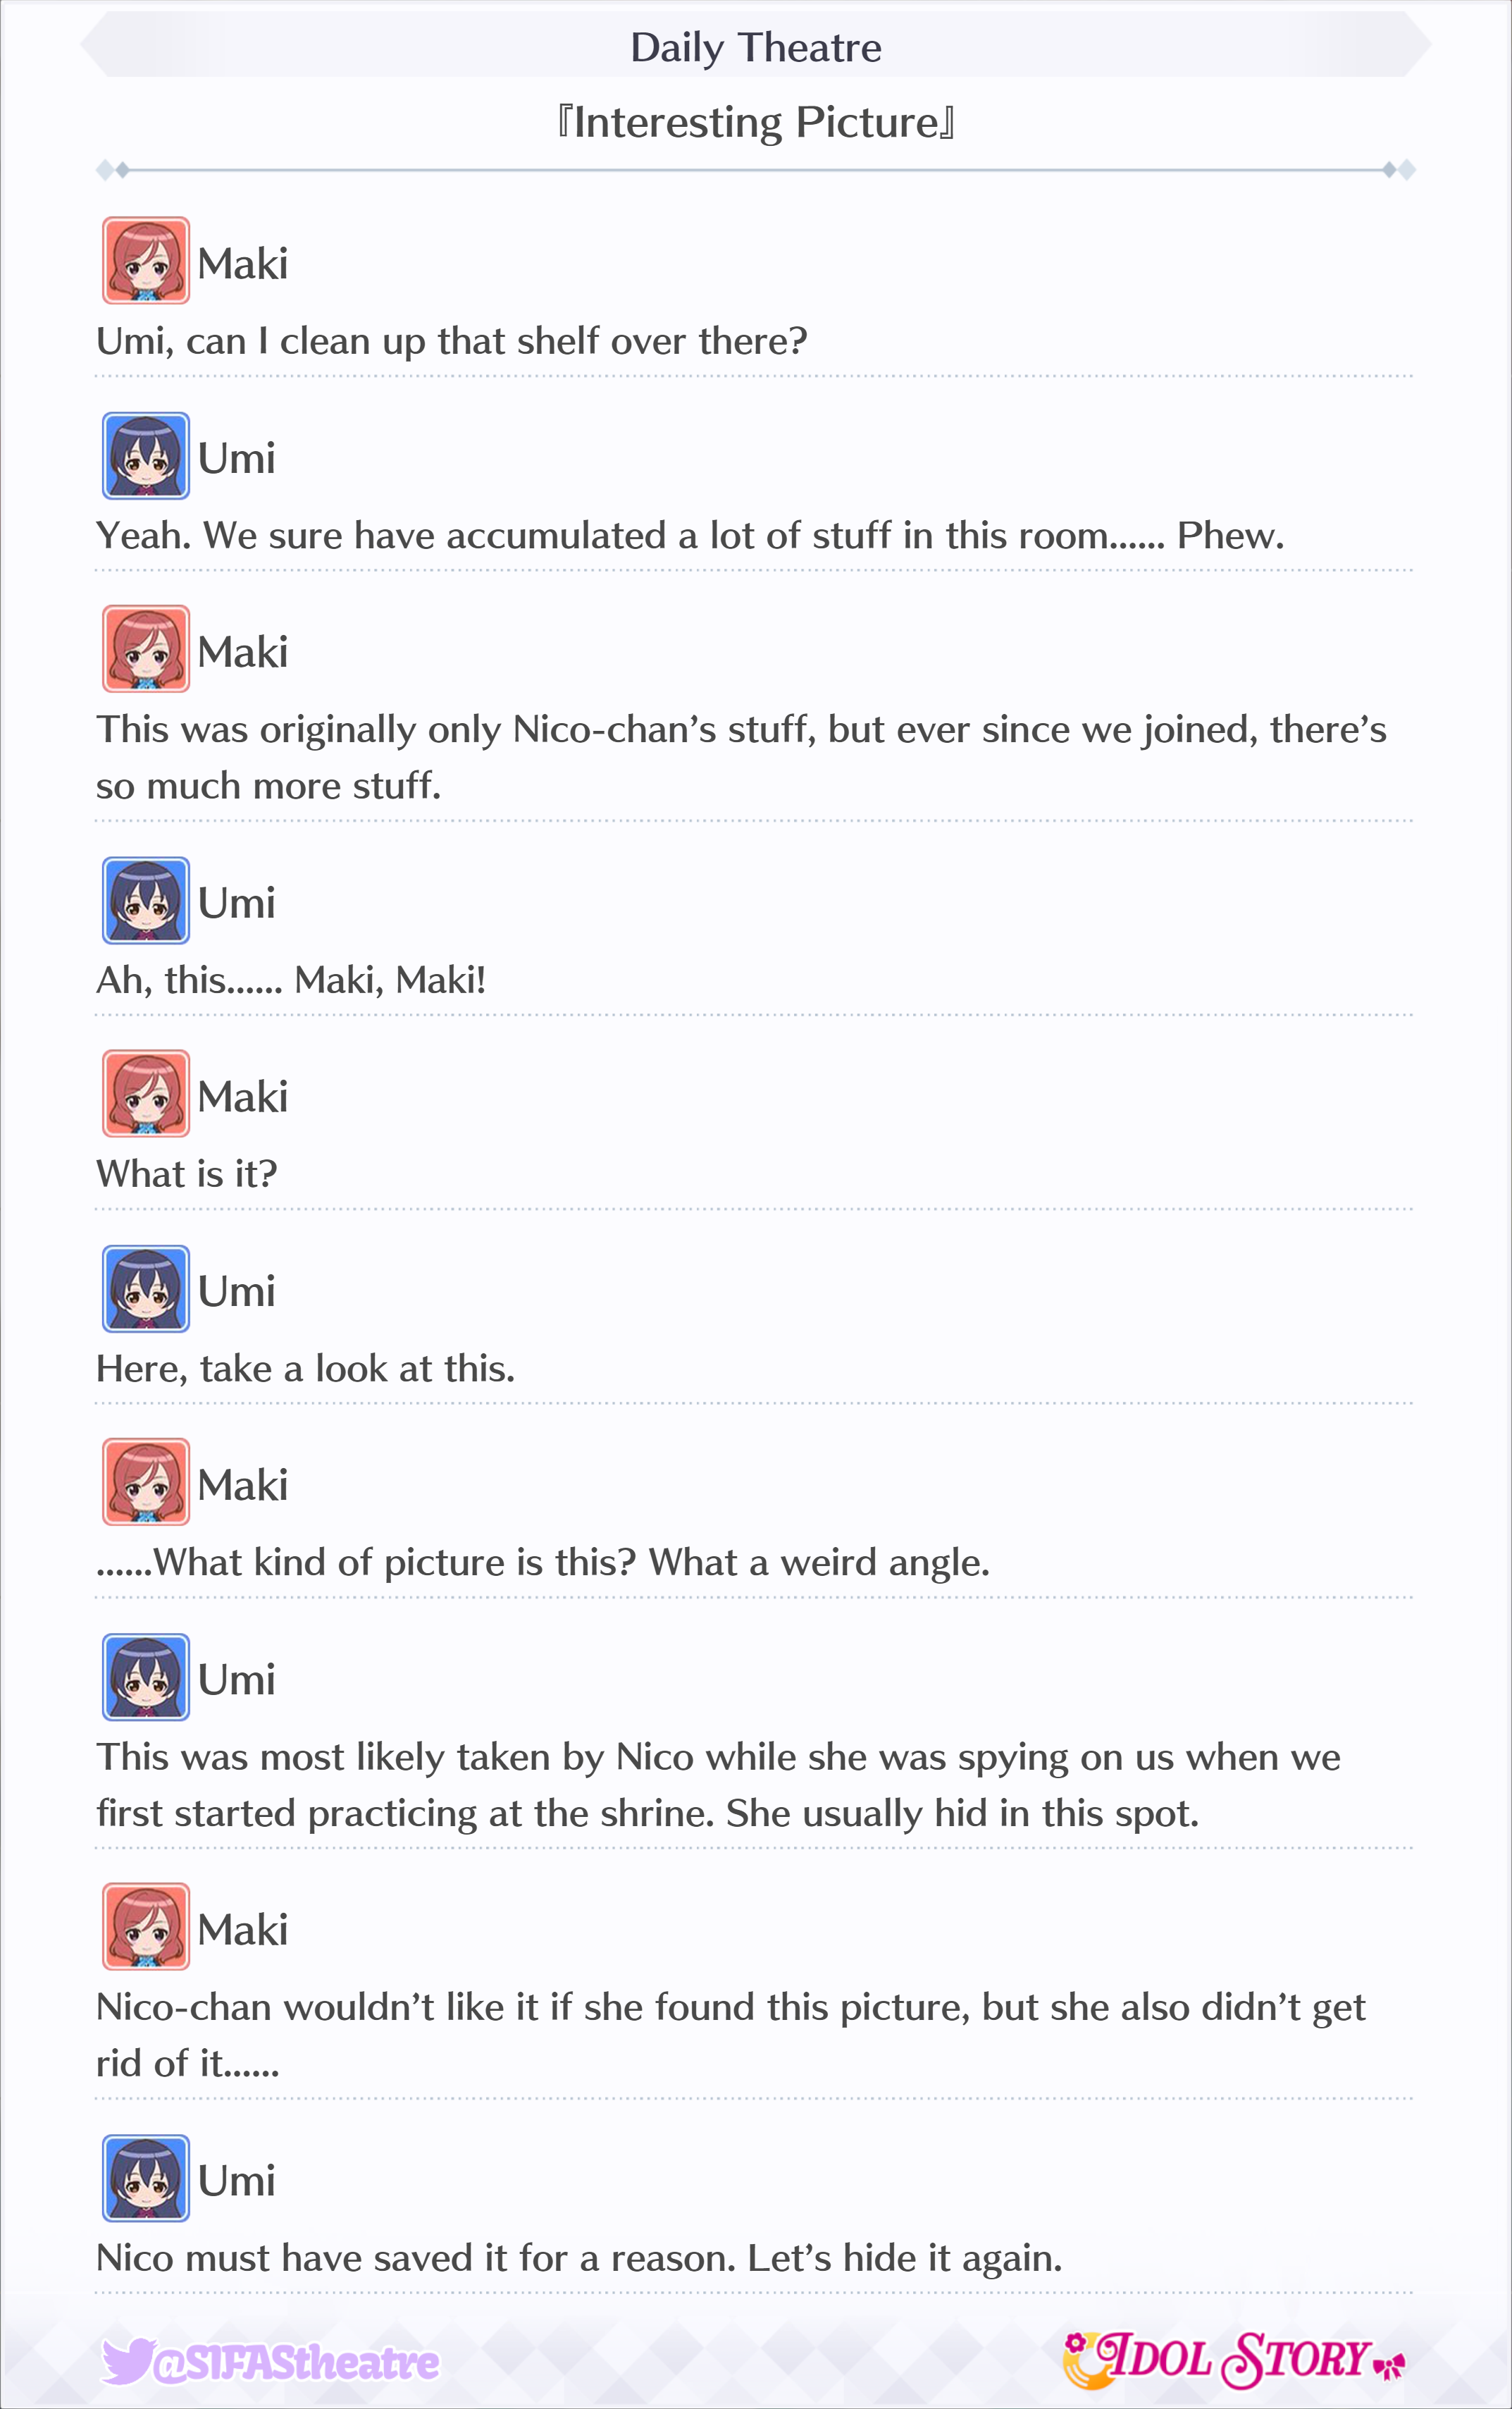 Daily Theatre
『Interesting Picture』
Maki
Umi, can I clean up that shelf over there?
Umi
Yeah. We sure have accumulated a lot of stuff in this room...... Phew.
Maki
This was originally only Nico-chan’s stuff, but ever since we joined, there’s
so much more stuff.
Umi
Ah, this...... Maki, Maki!
Maki
What is it?
Umi
Here, take a look at this.
Maki
......What kind of picture is this? What a weird angle.
Umi
This was most likely taken by Nico while she was spying on us when we
first started practicing at the shrine. She usually hid in this spot.
Maki
Nico-chan wouldn’t like it if she found this picture, but she also didn’t get
rid of it......
Umi
Nico must have saved it for a reason. Let’s hide it again.
@SIFAStheatre
IDOL STORY